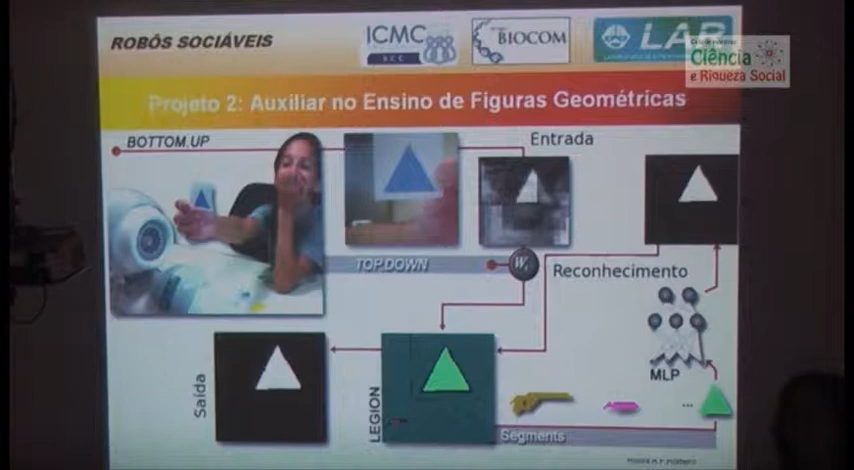 ROBÔS SOCIÁVEIS
ICMC
SCC
BIOCOM
LAR
Ciência
e Riqueza Social
Projeto 2: Auxiliar no Ensino de Figuras Geométricas
BOTTOM.UP
Entrada
TOP.DOWN
W
Reconhecimento
MLP
Saída
LEGION
...
Segments